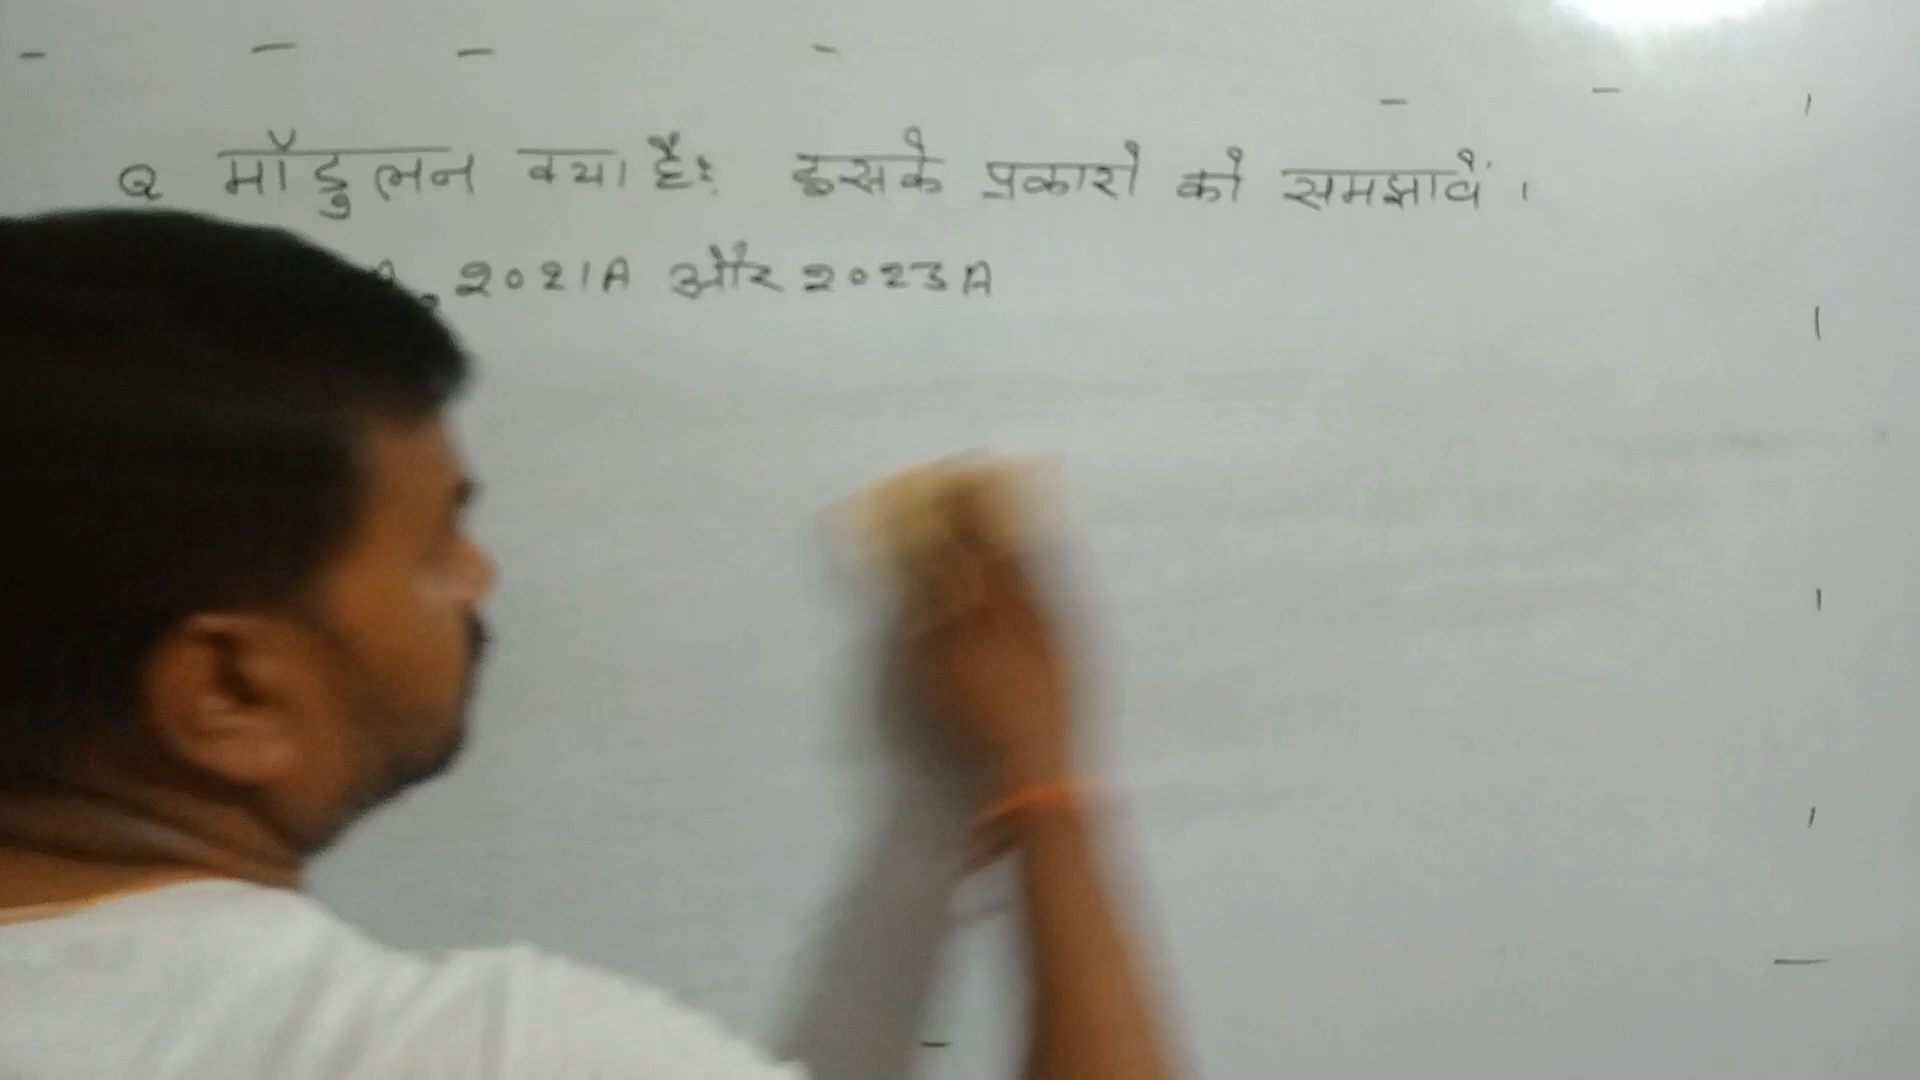 Q मॉडुलन क्या है? इसके प्रकारो को समझावें।
2021A और 2023A